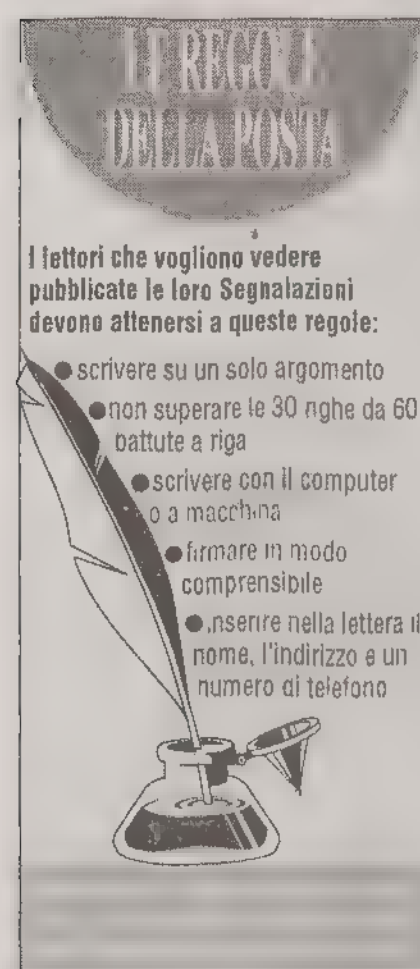 LE REGOLE
DELLA POSTA
I lettori che vogliono vedere
pubblicate le loro Segnalazioni
devono attenersi a queste regole:
● scrivere su un solo argomento
● non superare le 30 righe da 60
battute a riga
● scrivere con il computer
o a macchina
● firmare in modo
comprensibile
● inserire nella lettera il
nome, l'indirizzo e un
numero di telefono